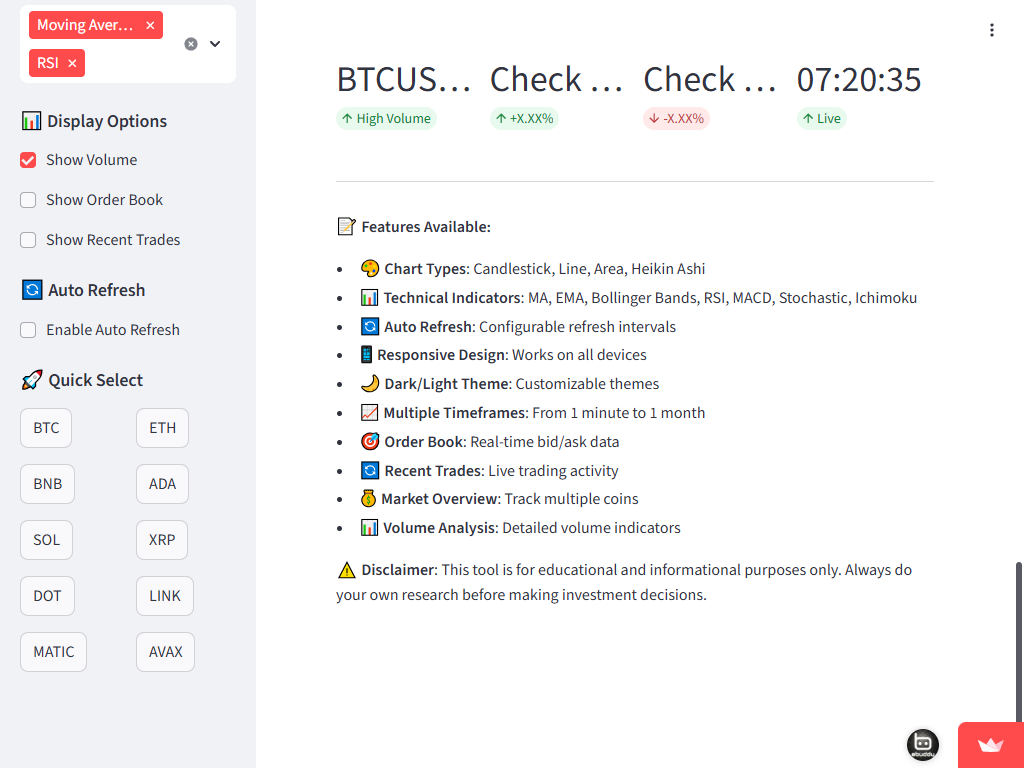 Moving Aver...
RSI
Display Options
Show Volume
Show Order Book
Show Recent Trades
Auto Refresh
Enable Auto Refresh
Quick Select
BTC
ETH
BNB
ADA
SOL
XRP
DOT
LINK
MATIC
AVAX
BTCUS...
Check ...
Check ...
07:20:35
↑ High Volume
↑ +X.XX%
↓ -X.XX%
↑ Live
Features Available:
• Chart Types: Candlestick, Line, Area, Heikin Ashi
• Technical Indicators: MA, EMA, Bollinger Bands, RSI, MACD, Stochastic, Ichimoku
• Auto Refresh: Configurable refresh intervals
• Responsive Design: Works on all devices
• Dark/Light Theme: Customizable themes
• Multiple Timeframes: From 1 minute to 1 month
• Order Book: Real-time bid/ask data
• Recent Trades: Live trading activity
• Market Overview: Track multiple coins
• Volume Analysis: Detailed volume indicators
Disclaimer: This tool is for educational and informational purposes only. Always do
your own research before making investment decisions.